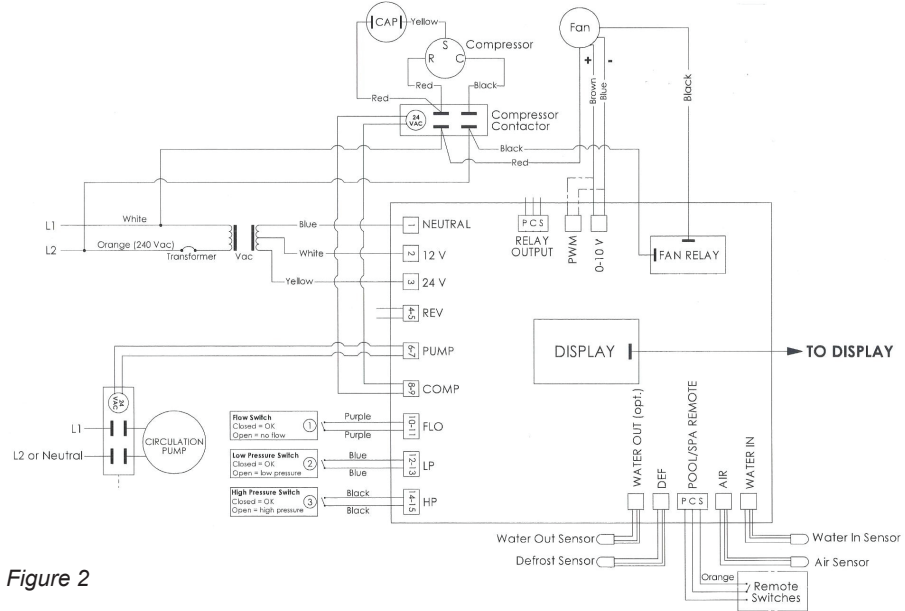 CAP
Yellow
S
R
C
Compressor
Fan
+
-
Brown
Blue
Black
Red
Black
Red
24 VAC
Compressor
Contactor
Black
Red
L1
White
L2
Orange (240 Vac)
Transformer
Vac
Blue
White
Yellow
1 NEUTRAL
2 12 V
3 24 V
4-5 REV
6-7 PUMP
8-9 COMP
10-11 FLO
12-13 LP
14-15 HP
P C S
RELAY
OUTPUT
PWM
0-10 V
FAN RELAY
DISPLAY
TO DISPLAY
24 VAC
L1
L2 or Neutral
CIRCULATION
PUMP
Flow Switch
Closed = OK
Open = no flow
1
Purple
Purple
Low Pressure Switch
Closed = OK
Open = low pressure
2
Blue
Blue
High Pressure Switch
Closed = OK
Open = high pressure
3
Black
Black
WATER OUT (opt.)
DEF
POOL/SPA REMOTE
AIR
WATER IN
P C S
Water Out Sensor
Defrost Sensor
Water In Sensor
Air Sensor
Orange
Remote
Switches
Figure 2